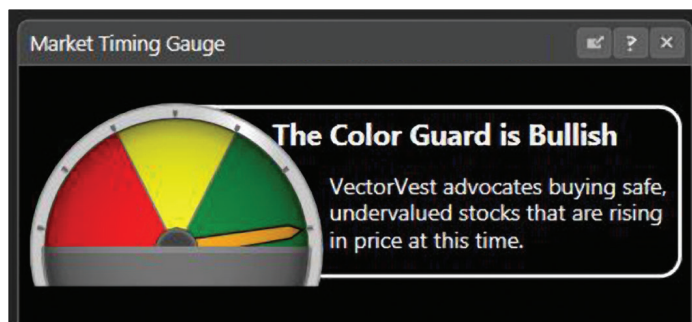 Market Timing Gauge
The Color Guard is Bullish
VectorVest advocates buying safe,
undervalued stocks that are rising
in price at this time.